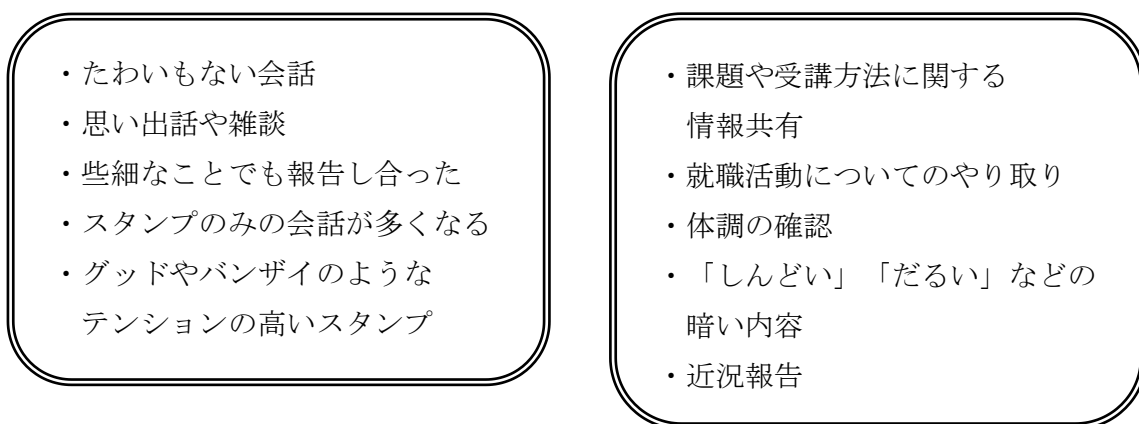 ・たわいもない会話
・思い出話や雑談
・些細なことでも報告し合った
・スタンプのみの会話が多くなる
・グッドやバンザイのような
テンションの高いスタンプ
・課題や受講方法に関する
情報共有
・就職活動についてのやり取り
・体調の確認
・「しんどい」「だるい」などの
暗い内容
・近況報告